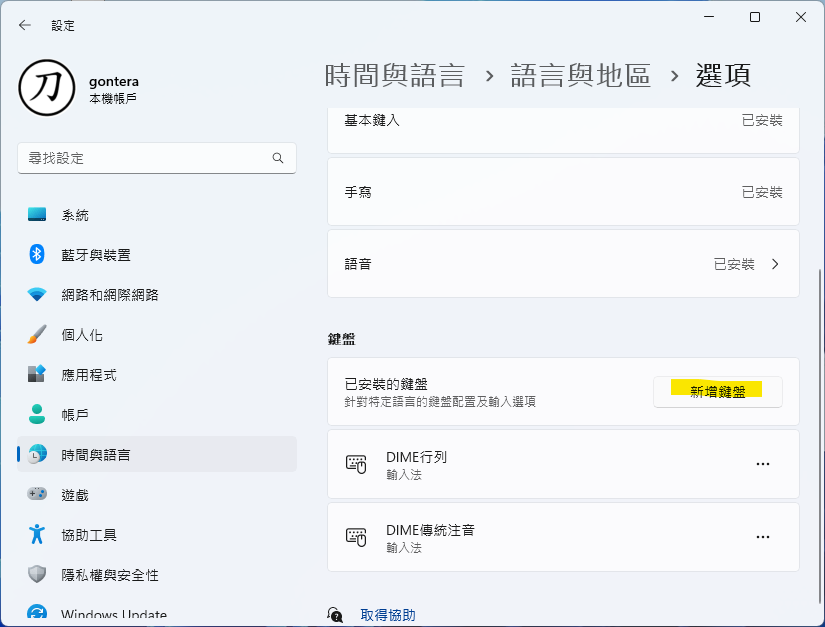 設定
刀
gontera
本機帳戶
尋找設定
系統
藍牙與裝置
網路和網際網路
個人化
應用程式
帳戶
時間與語言
遊戲
協助工具
隱私權與安全性
Windows Update
時間與語言 › 語言與地區 › 選項
基本鍵入 已安裝
手寫 已安裝
語音 已安裝
鍵盤
已安裝的鍵盤
針對特定語言的鍵盤配置及輸入選項
新增鍵盤
DIME行列
輸入法
DIME傳統注音
輸入法
取得協助